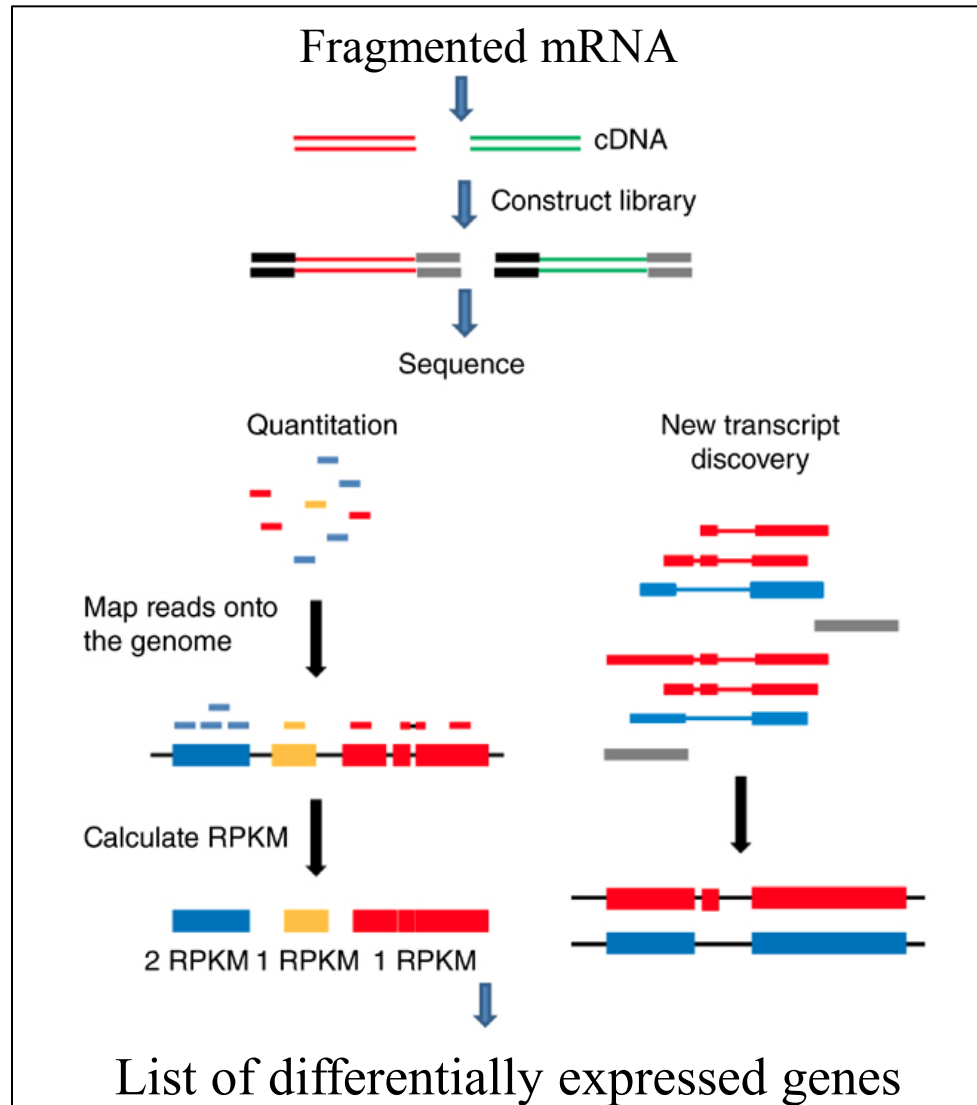 Fragmented mRNA
cDNA
Construct library
Sequence
Quantitation
New transcript
discovery
Map reads onto
the genome
Calculate RPKM
2 RPKM 1 RPKM 1 RPKM
List of differentially expressed genes